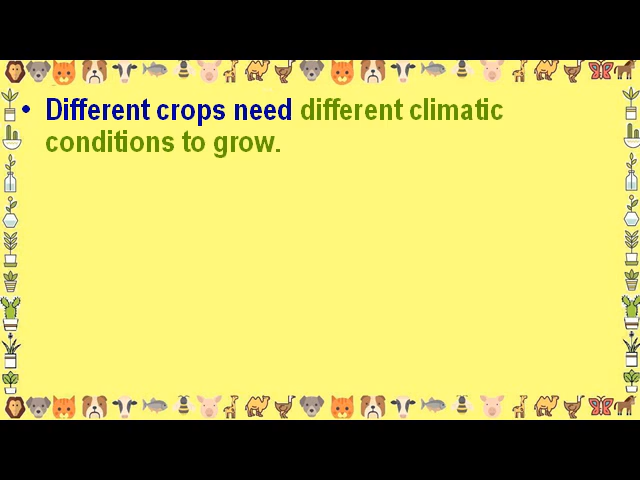 • Different crops need different climatic
conditions to grow.